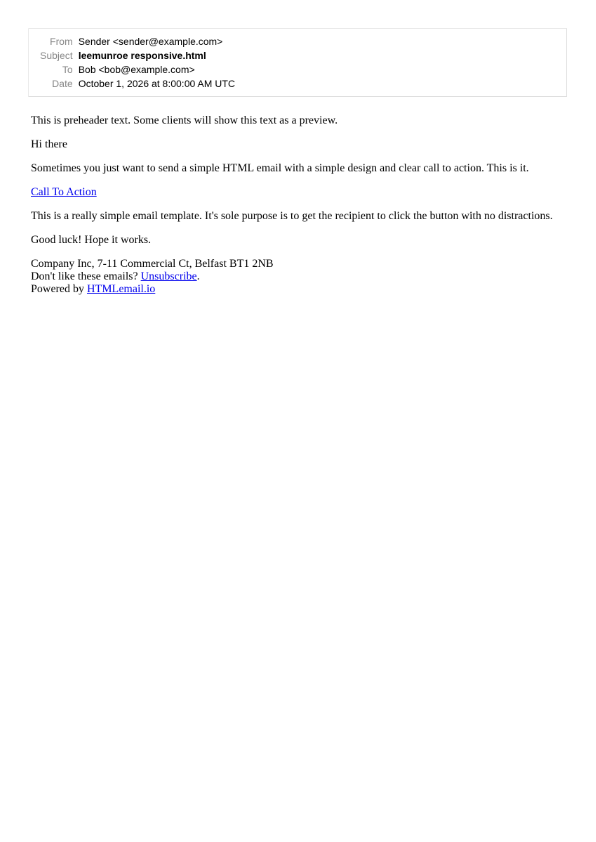 From Sender <sender@example.com>
Subject leemunroe responsive.html
To Bob <bob@example.com>
Date October 1, 2026 at 8:00:00 AM UTC
This is preheader text. Some clients will show this text as a preview.
Hi there
Sometimes you just want to send a simple HTML email with a simple design and clear call to action. This is it.
Call To Action
This is a really simple email template. It's sole purpose is to get the recipient to click the button with no distractions.
Good luck! Hope it works.
Company Inc, 7-11 Commercial Ct, Belfast BT1 2NB
Don't like these emails? Unsubscribe.
Powered by HTMLemail.io